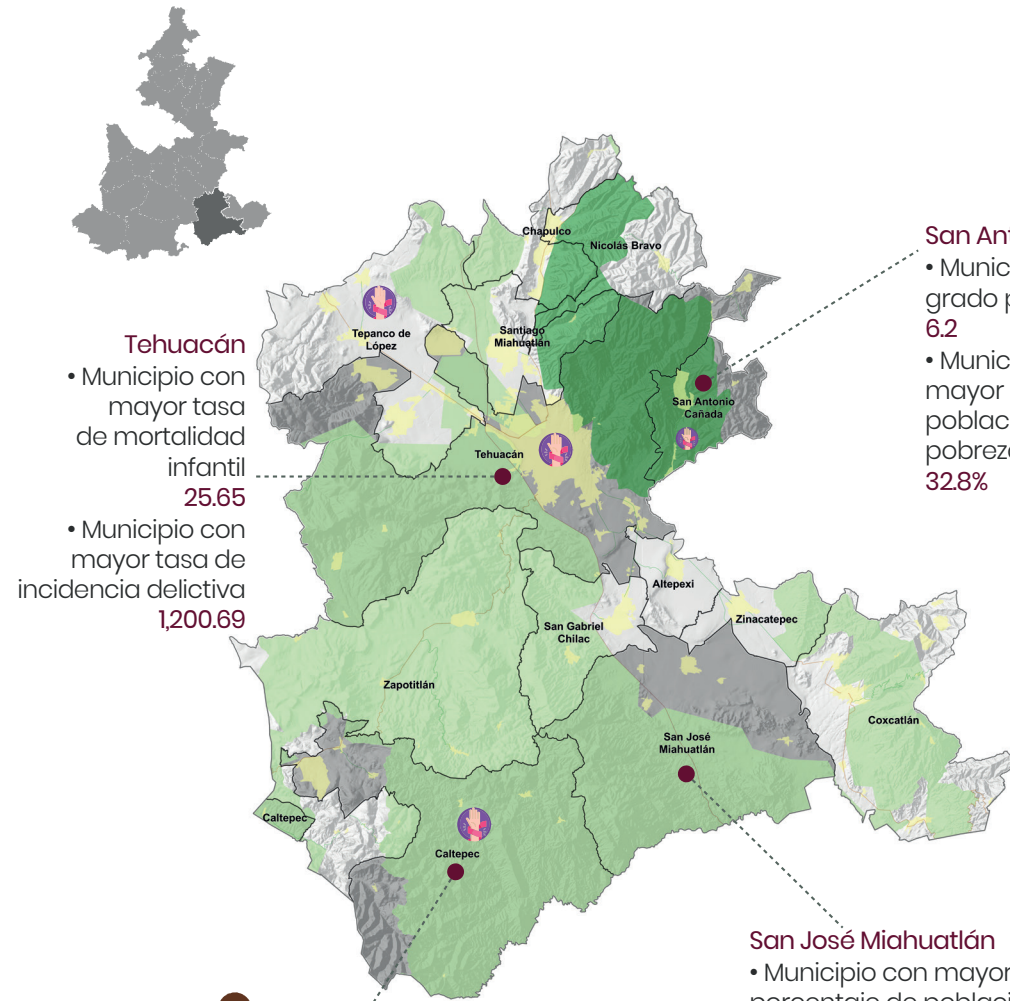 Chapulco
Nicolás Bravo
Tepanco de
López
Santiago
Miahuatlán
San Antonio
Cañada
Tehuacán
Altepexi
Zinacatepec
San Gabriel
Chilac
Zapotitlán
Coxcatlán
San José
Miahuatlán
Caltepec
Caltepec
Tehuacán
• Municipio con
mayor tasa
de mortalidad
infantil
25.65
• Municipio con
mayor tasa de
incidencia delictiva
1,200.69
San Ant
• Munic
grado p
6.2
• Munic
mayor
poblac
pobrez
32.8%
San José Miahuatlán
• Municipio con mayor
porcentaje de població